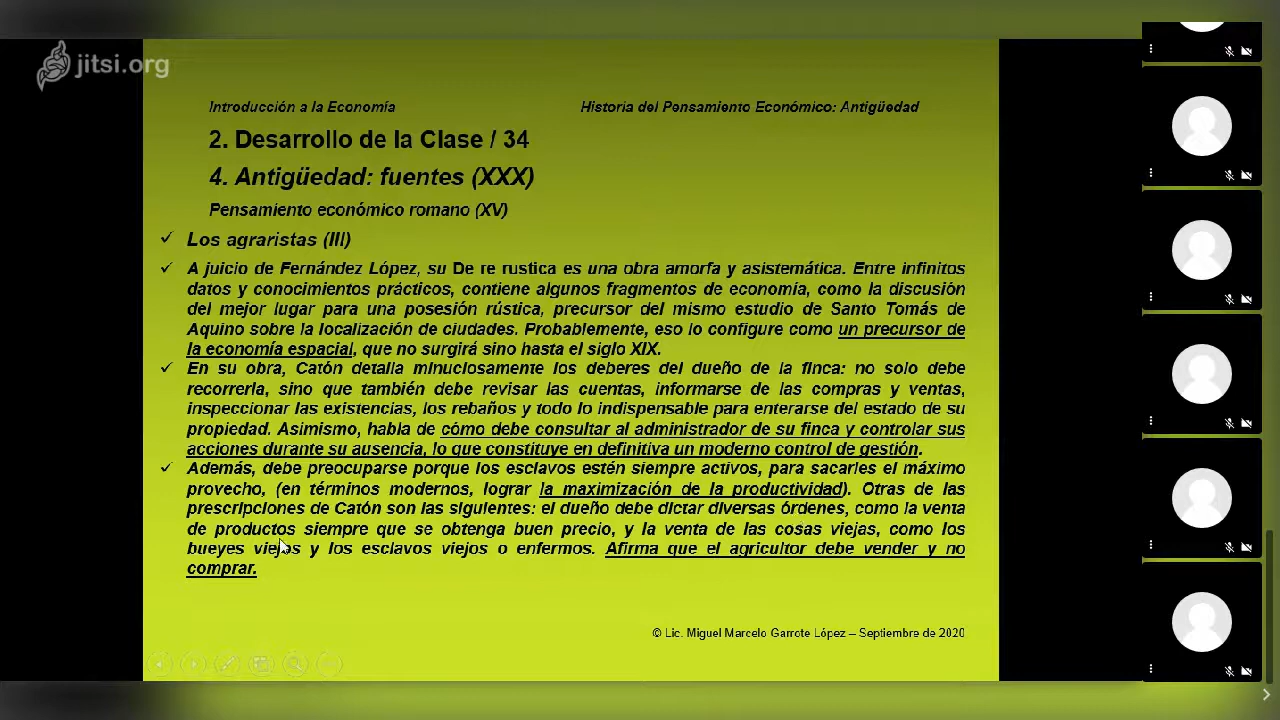 jitsi.org
Introducción a la Economía
Historia del Pensamiento Económico: Antigüedad
2. Desarrollo de la Clase / 34
4. Antigüedad: fuentes (XXX)
Pensamiento económico romano (XV)
Los agraristas (III)
A juicio de Fernández López, su De re rustica es una obra amorfa y asistemática. Entre infinitos
datos y conocimientos prácticos, contiene algunos fragmentos de economía, como la discusión
del mejor lugar para una posesión rústica, precursor del mismo estudio de Santo Tomás de
Aquino sobre la localización de ciudades. Probablemente, eso lo configure como un precursor de
la economía espacial, que no surgirá sino hasta el siglo XIX.
En su obra, Catón detalla minuciosamente los deberes del dueño de la finca: no solo debe
recorrerla, sino que también debe revisar las cuentas, informarse de las compras y ventas,
inspeccionar las existencias, los rebaños y todo lo indispensable para enterarse del estado de su
propiedad. Asimismo, habla de cómo debe consultar al administrador de su finca y controlar sus
acciones durante su ausencia, lo que constituye en definitiva un moderno control de gestión.
Además, debe preocuparse porque los esclavos estén siempre activos, para sacarles el máximo
provecho, (en términos modernos, lograr la maximización de la productividad). Otras de las
prescripciones de Catón son las siguientes: el dueño debe dictar diversas órdenes, como la venta
de productos siempre que se obtenga buen precio, y la venta de las cosas viejas, como los
bueyes viejos y los esclavos viejos o enfermos. Afirma que el agricultor debe vender y no
comprar.
© Lic. Miguel Marcelo Garrote López – Septiembre de 2020